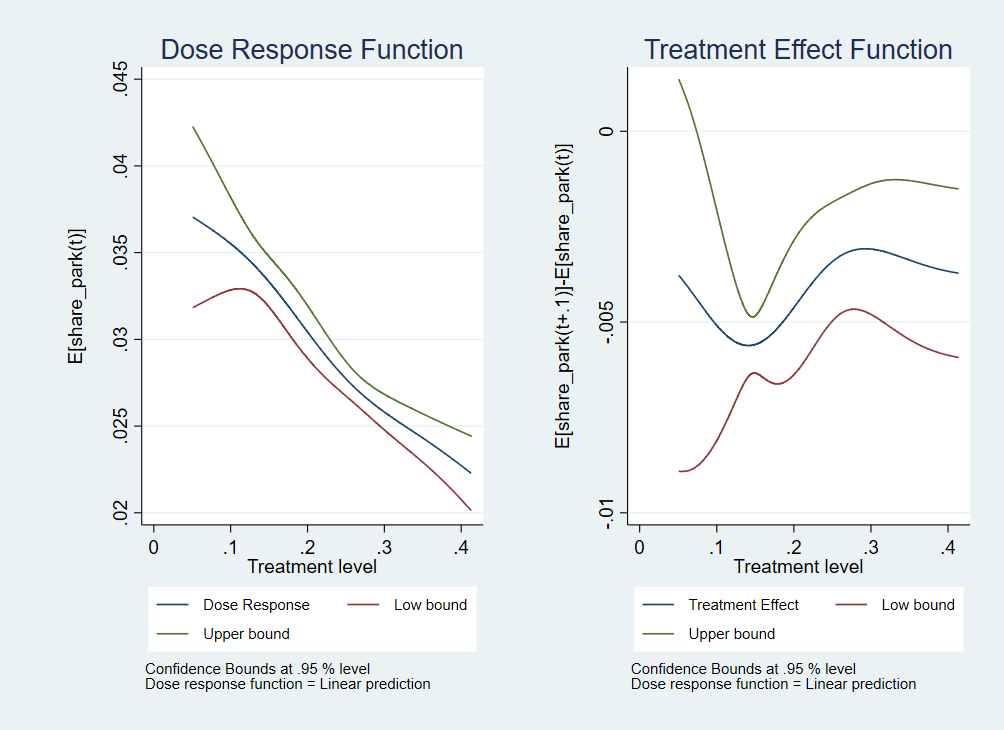 Dose Response Function
E[share_park(t)]
.045
.04
.035
.03
.025
.02
0 .1 .2 .3 .4
Treatment level
Dose Response Low bound
Upper bound
Confidence Bounds at .95 % level
Dose response function = Linear prediction
Treatment Effect Function
E[share_park(t+.1)]-E[share_park(t)]
0
-.005
-.01
0 .1 .2 .3 .4
Treatment level
Treatment Effect Low bound
Upper bound
Confidence Bounds at .95 % level
Dose response function = Linear prediction